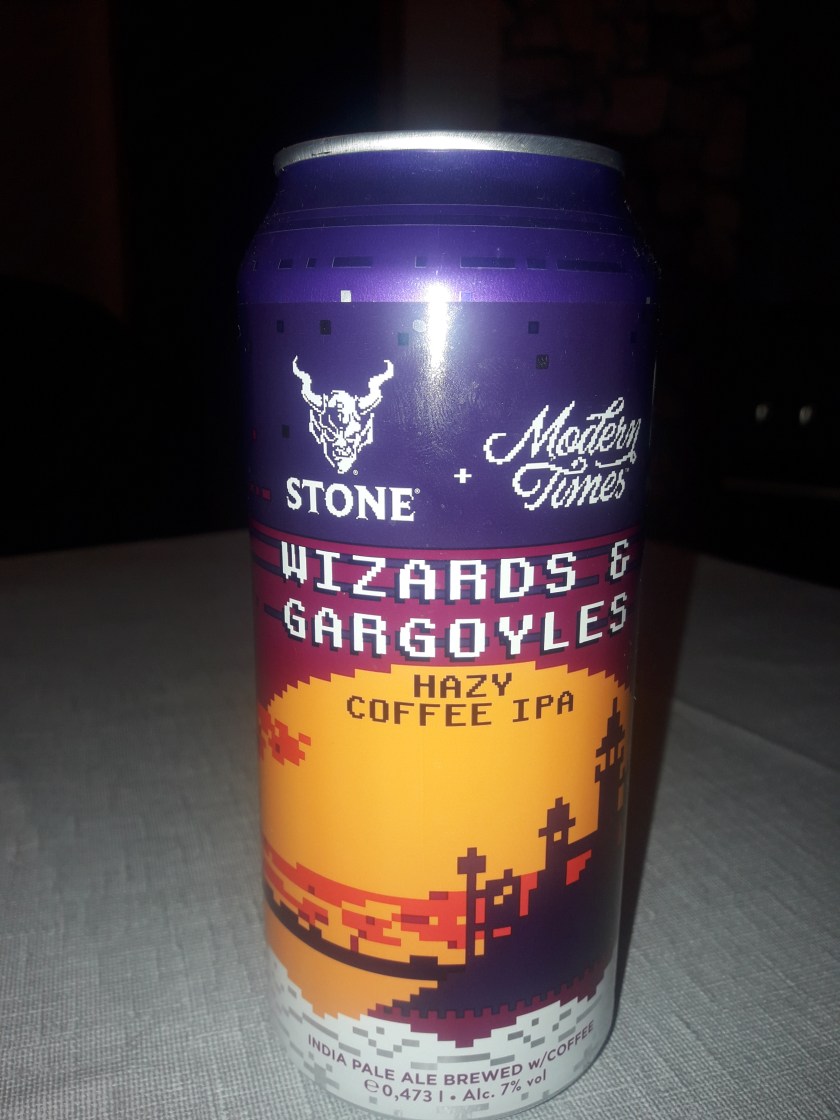 STONE®
+
Modern
Times
WIZARDS &
GARGOYLES
HAZY
COFFEE IPA
INDIA PALE ALE BREWED W/COFFEE
℮0,473 l • Alc. 7% vol